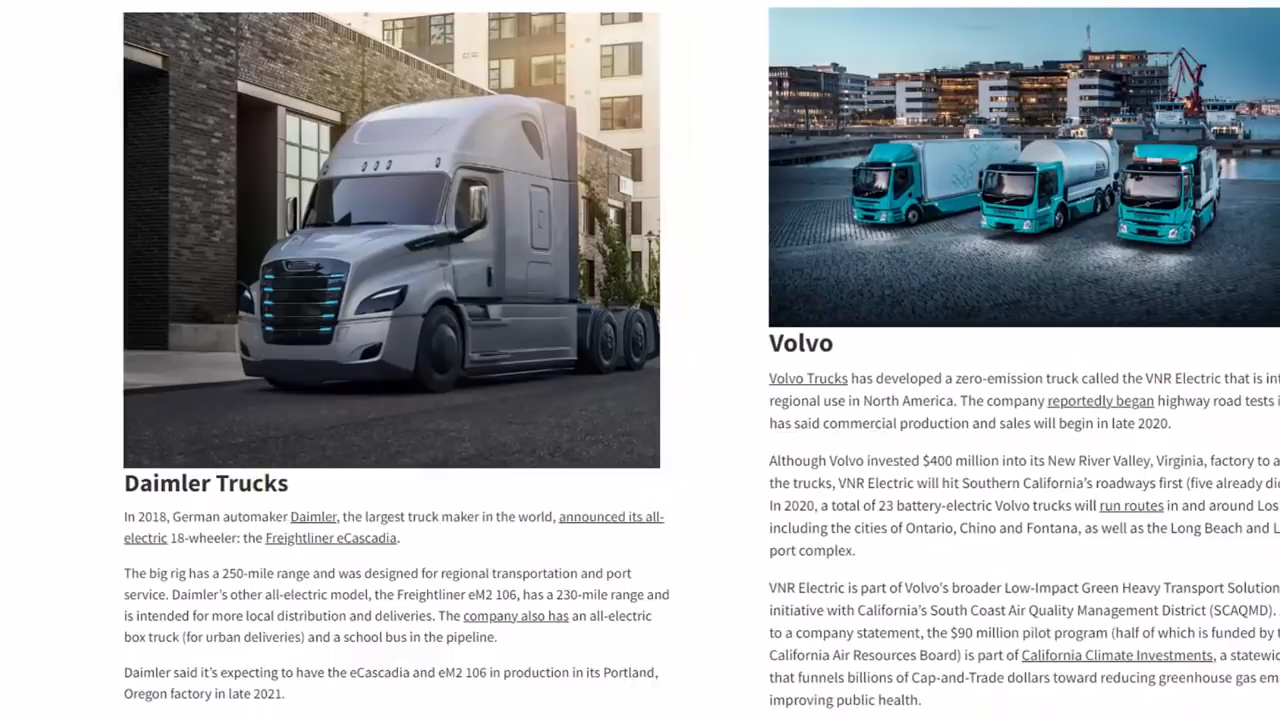 Daimler Trucks
In 2018, German automaker Daimler, the largest truck maker in the world, announced its all-
electric 18-wheeler: the Freightliner eCascadia.
The big rig has a 250-mile range and was designed for regional transportation and port
service. Daimler's other all-electric model, the Freightliner eM2 106, has a 230-mile range and
is intended for more local distribution and deliveries. The company also has an all-electric
box truck (for urban deliveries) and a school bus in the pipeline.
Daimler said it's expecting to have the eCascadia and eM2 106 in production in its Portland,
Oregon factory in late 2021.
Volvo
Volvo Trucks has developed a zero-emission truck called the VNR Electric that is
regional use in North America. The company reportedly began highway road tests
has said commercial production and sales will begin in late 2020.
Although Volvo invested $400 million into its New River Valley, Virginia, factory to
the trucks, VNR Electric will hit Southern California's roadways first (five already
In 2020, a total of 23 battery-electric Volvo trucks will run routes in and around Los
including the cities of Ontario, Chino and Fontana, as well as the Long Beach and
port complex.
VNR Electric is part of Volvo's broader Low-Impact Green Heavy Transport
initiative with California's South Coast Air Quality Management District (SCAQMD).
to a company statement, the $90 million pilot program (half of which is funded by
California Air Resources Board) is part of California Climate Investments, a
that funnels billions of Cap-and-Trade dollars toward reducing greenhouse gas
improving public health.